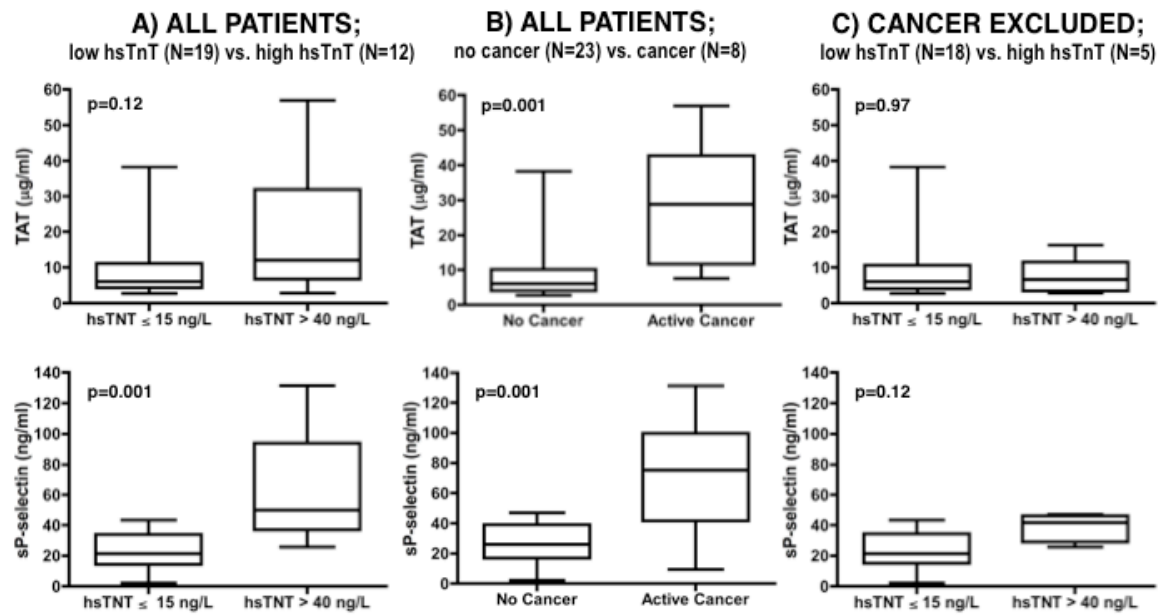 A) ALL PATIENTS;
low hsTnT (N=19) vs. high hsTnT (N=12)
B) ALL PATIENTS;
no cancer (N=23) vs. cancer (N=8)
C) CANCER EXCLUDED;
low hsTnT (N=18) vs. high hsTnT (N=5)
TAT (µg/ml)
60
50
40
30
20
10
0
p=0.12
hsTNT ≤ 15 ng/L
hsTNT > 40 ng/L
TAT (µg/ml)
60
50
40
30
20
10
0
p=0.001
No Cancer
Active Cancer
TAT (µg/ml)
60
50
40
30
20
10
0
p=0.97
hsTNT ≤ 15 ng/L
hsTNT > 40 ng/L
sP-selectin (ng/ml)
140
120
100
80
60
40
20
0
p=0.001
hsTNT ≤ 15 ng/L
hsTNT > 40 ng/L
sP-selectin (ng/ml)
140
120
100
80
60
40
20
0
p=0.001
No Cancer
Active Cancer
sP-selectin (ng/ml)
140
120
100
80
60
40
20
0
p=0.12
hsTNT ≤ 15 ng/L
hsTNT > 40 ng/L